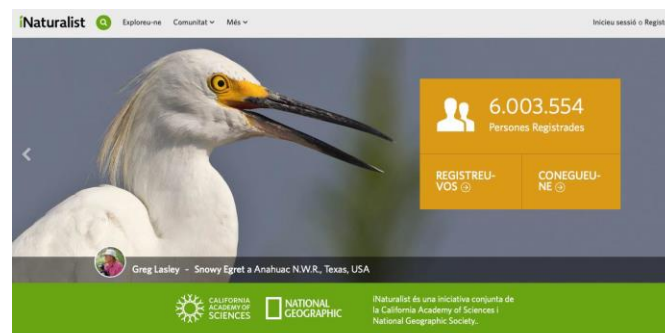 iNaturalist Exploreu-ne Comunitat Més Inicieu sessió o Regist
6.003.554
Persones Registrades
REGISTREU-
VOS
CONEGUEU-
NE
Greg Lasley - Snowy Egret a Anahuac N.W.R., Texas, USA
CALIFORNIA
ACADEMY OF
SCIENCES
NATIONAL
GEOGRAPHIC
iNaturalist és una iniciativa conjunta de
la California Academy of Sciences i
National Geographic Society..